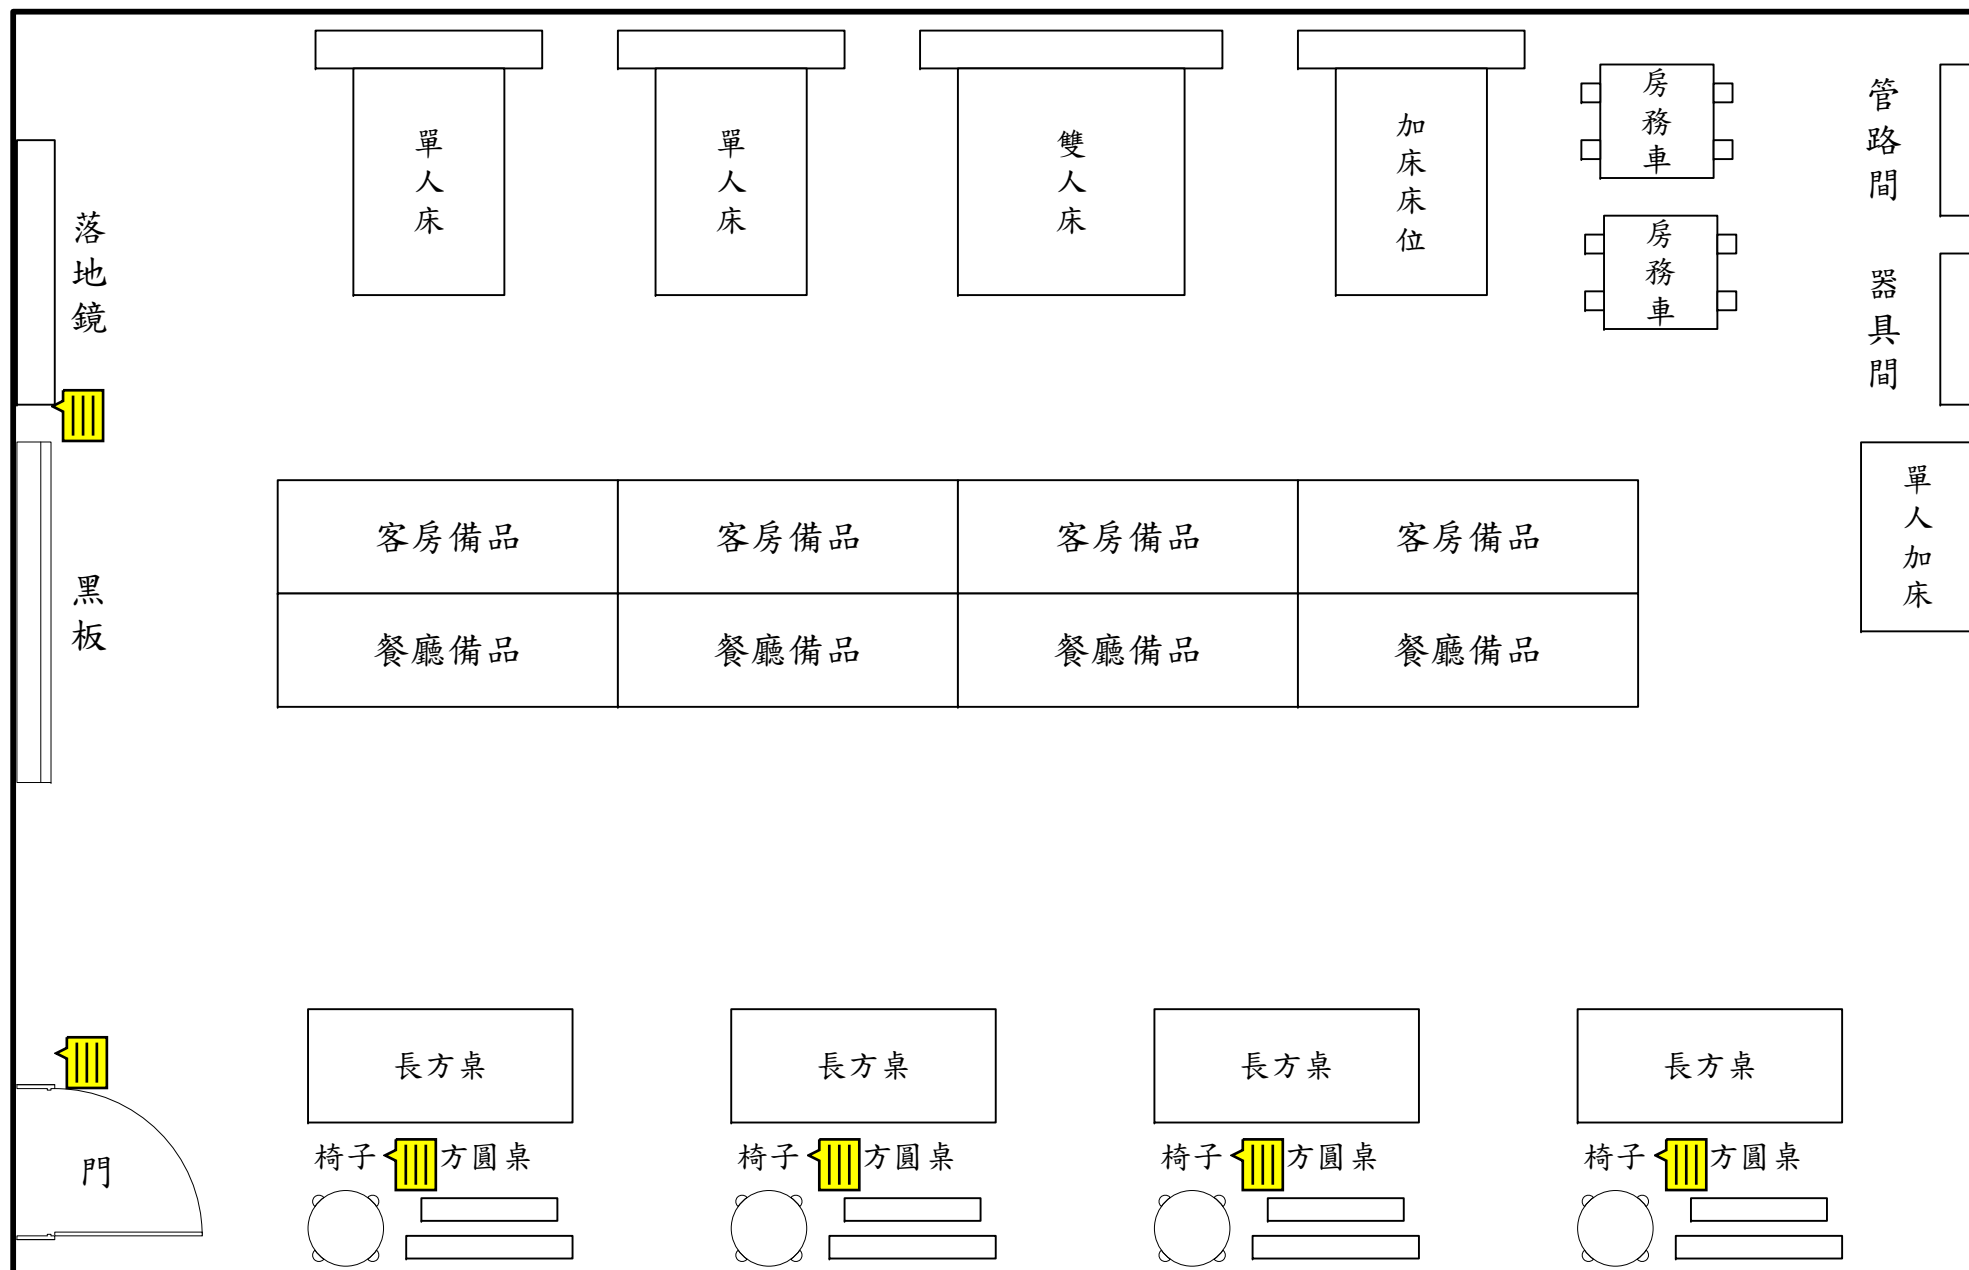 單人床
單人床
雙人床
加床床位
房務車
房務車
管路間
器具間
落地鏡
單人加床
客房備品
客房備品
客房備品
客房備品
餐廳備品
餐廳備品
餐廳備品
餐廳備品
黑板
長方桌
長方桌
長方桌
長方桌
椅子 方圓桌
椅子 方圓桌
椅子 方圓桌
椅子 方圓桌
門